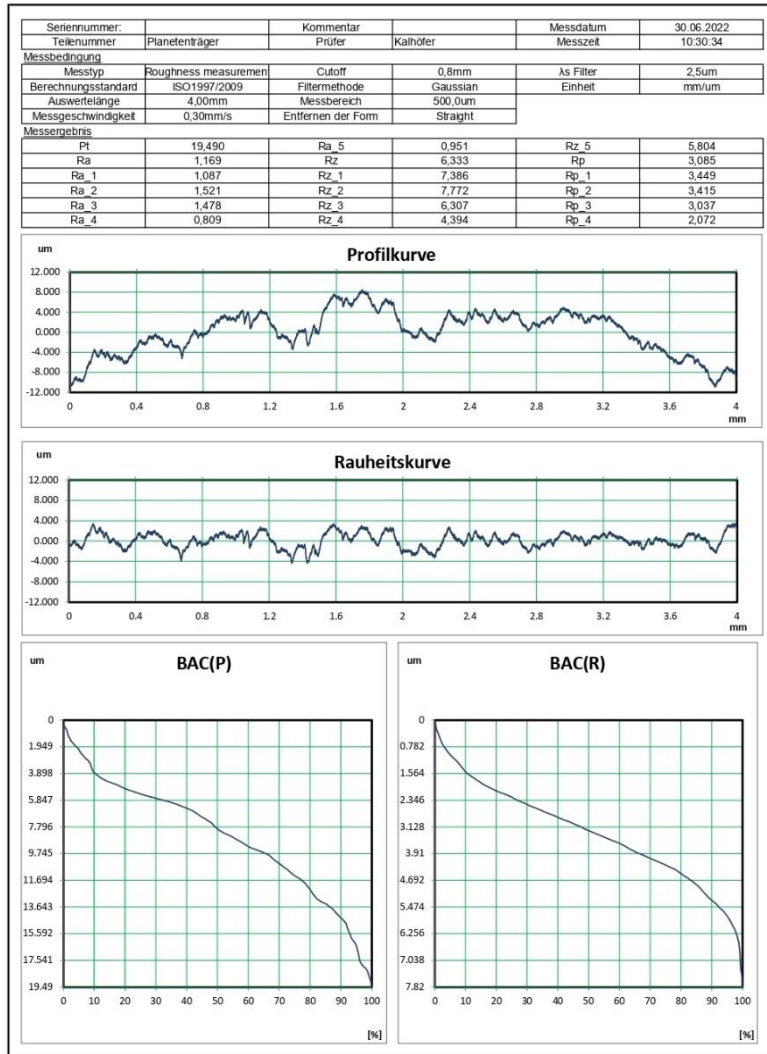 Seriennummer: Kommentar Messdatum 30.06.2022
Teilenummer Planetenträger Prüfer Kalhöfer Messzeit 10:30:34
Messbedingung
Messtyp Roughness measuremen Cutoff 0,8mm λs Filter 2,5um
Berechnungsstandard ISO1997/2009 Filtermethode Gaussian Einheit mm/um
Auswertelänge 4,00mm Messbereich 500,0um
Messgeschwindigkeit 0,30mm/s Entfernen der Form Straight
Messergebnis
Pt 19,490 Ra_5 0,951 Rz_5 5,804
Ra 1,169 Rz 6,333 Rp 3,085
Ra_1 1,087 Rz_1 7,386 Rp_1 3,449
Ra_2 1,521 Rz_2 7,772 Rp_2 3,415
Ra_3 1,478 Rz_3 6,307 Rp_3 3,037
Ra_4 0,809 Rz_4 4,394 Rp_4 2,072
um
Profilkurve
12.000
8.000
4.000
0.000
-4.000
-8.000
-12.000
0 0.4 0.8 1.2 1.6 2 2.4 2.8 3.2 3.6 4
mm
um
Rauheitskurve
12.000
8.000
4.000
0.000
-4.000
-8.000
-12.000
0 0.4 0.8 1.2 1.6 2 2.4 2.8 3.2 3.6 4
mm
um
BAC(P)
0
1.949
3.898
5.847
7.796
9.745
11.694
13.643
15.592
17.541
19.49
0 10 20 30 40 50 60 70 80 90 100
[%]
um
BAC(R)
0
0.782
1.564
2.346
3.128
3.91
4.692
5.474
6.256
7.038
7.82
0 10 20 30 40 50 60 70 80 90 100
[%]